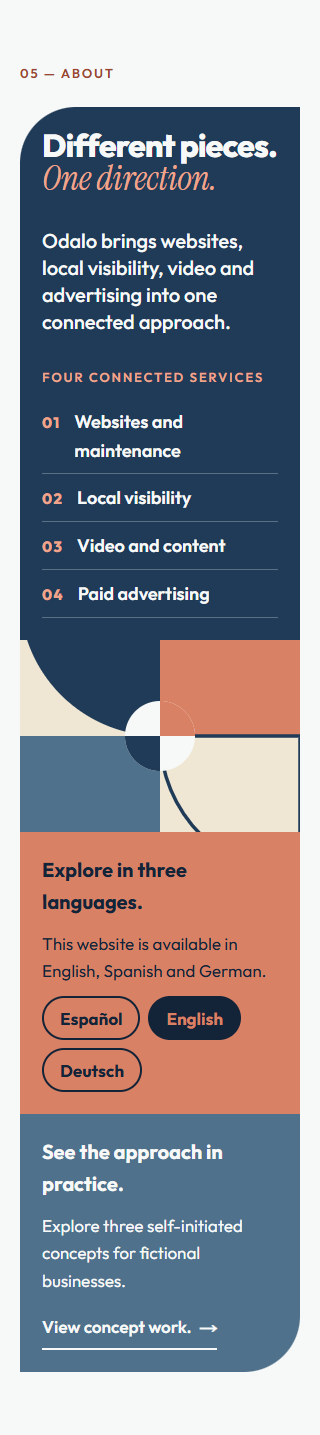 05 — ABOUT
Different pieces.
One direction.
Odalo brings websites,
local visibility, video and
advertising into one
connected approach.
FOUR CONNECTED SERVICES
01 Websites and
maintenance
02 Local visibility
03 Video and content
04 Paid advertising
Explore in three
languages.
This website is available in
English, Spanish and German.
Español English
Deutsch
See the approach in
practice.
Explore three self-initiated
concepts for fictional
businesses.
View concept work. →